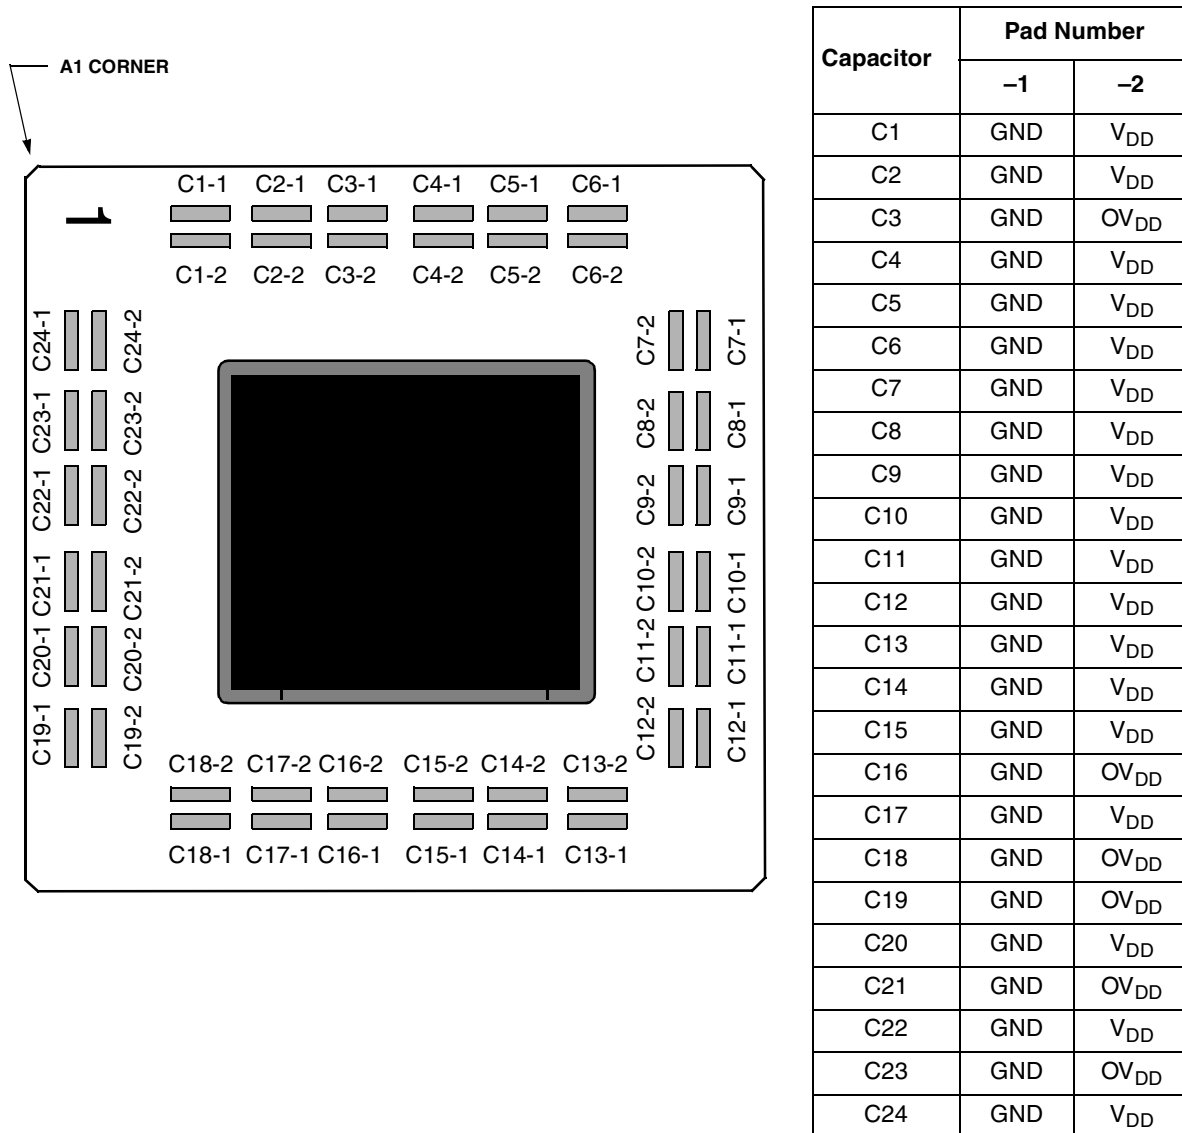 A1 CORNER
1
C1-1 C2-1 C3-1 C4-1 C5-1 C6-1
C1-2 C2-2 C3-2 C4-2 C5-2 C6-2
C24-1 C24-2
C23-1 C23-2
C22-1 C22-2
C21-1 C21-2
C20-1 C20-2
C19-1 C19-2
C7-2 C7-1
C8-2 C8-1
C9-2 C9-1
C10-2 C10-1
C11-2 C11-1
C12-2 C12-1
C18-2 C17-2 C16-2 C15-2 C14-2 C13-2
C18-1 C17-1 C16-1 C15-1 C14-1 C13-1
Capacitor Pad Number
–1 –2
C1 GND VDD
C2 GND VDD
C3 GND OVDD
C4 GND VDD
C5 GND VDD
C6 GND VDD
C7 GND VDD
C8 GND VDD
C9 GND VDD
C10 GND VDD
C11 GND VDD
C12 GND VDD
C13 GND VDD
C14 GND VDD
C15 GND VDD
C16 GND OVDD
C17 GND VDD
C18 GND OVDD
C19 GND OVDD
C20 GND VDD
C21 GND OVDD
C22 GND VDD
C23 GND OVDD
C24 GND VDD